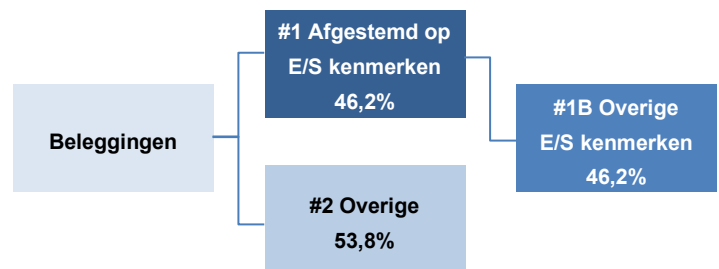 Beleggingen
#1 Afgestemd op
E/S kenmerken
46,2%
#2 Overige
53,8%
#1B Overige
E/S kenmerken
46,2%